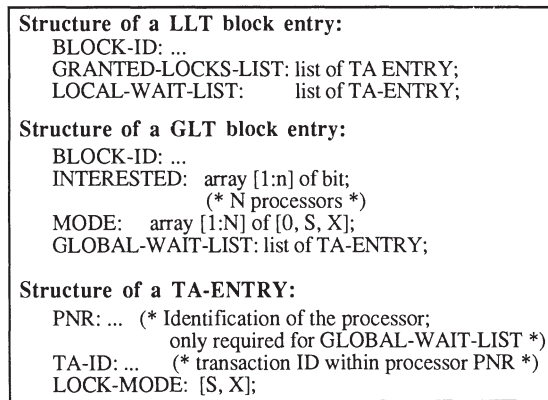 Structure of a LLT block entry:
BLOCK-ID: ...
GRANTED-LOCKS-LIST: list of TA ENTRY;
LOCAL-WAIT-LIST: list of TA-ENTRY;
Structure of a GLT block entry:
BLOCK-ID: ...
INTERESTED: array [1:n] of bit;
(* N processors *)
MODE: array [1:N] of [0, S, X];
GLOBAL-WAIT-LIST: list of TA-ENTRY;
Structure of a TA-ENTRY:
PNR: ... (* Identification of the processor;
only required for GLOBAL-WAIT-LIST *)
TA-ID: ... (* transaction ID within processor PNR *)
LOCK-MODE: [S, X];